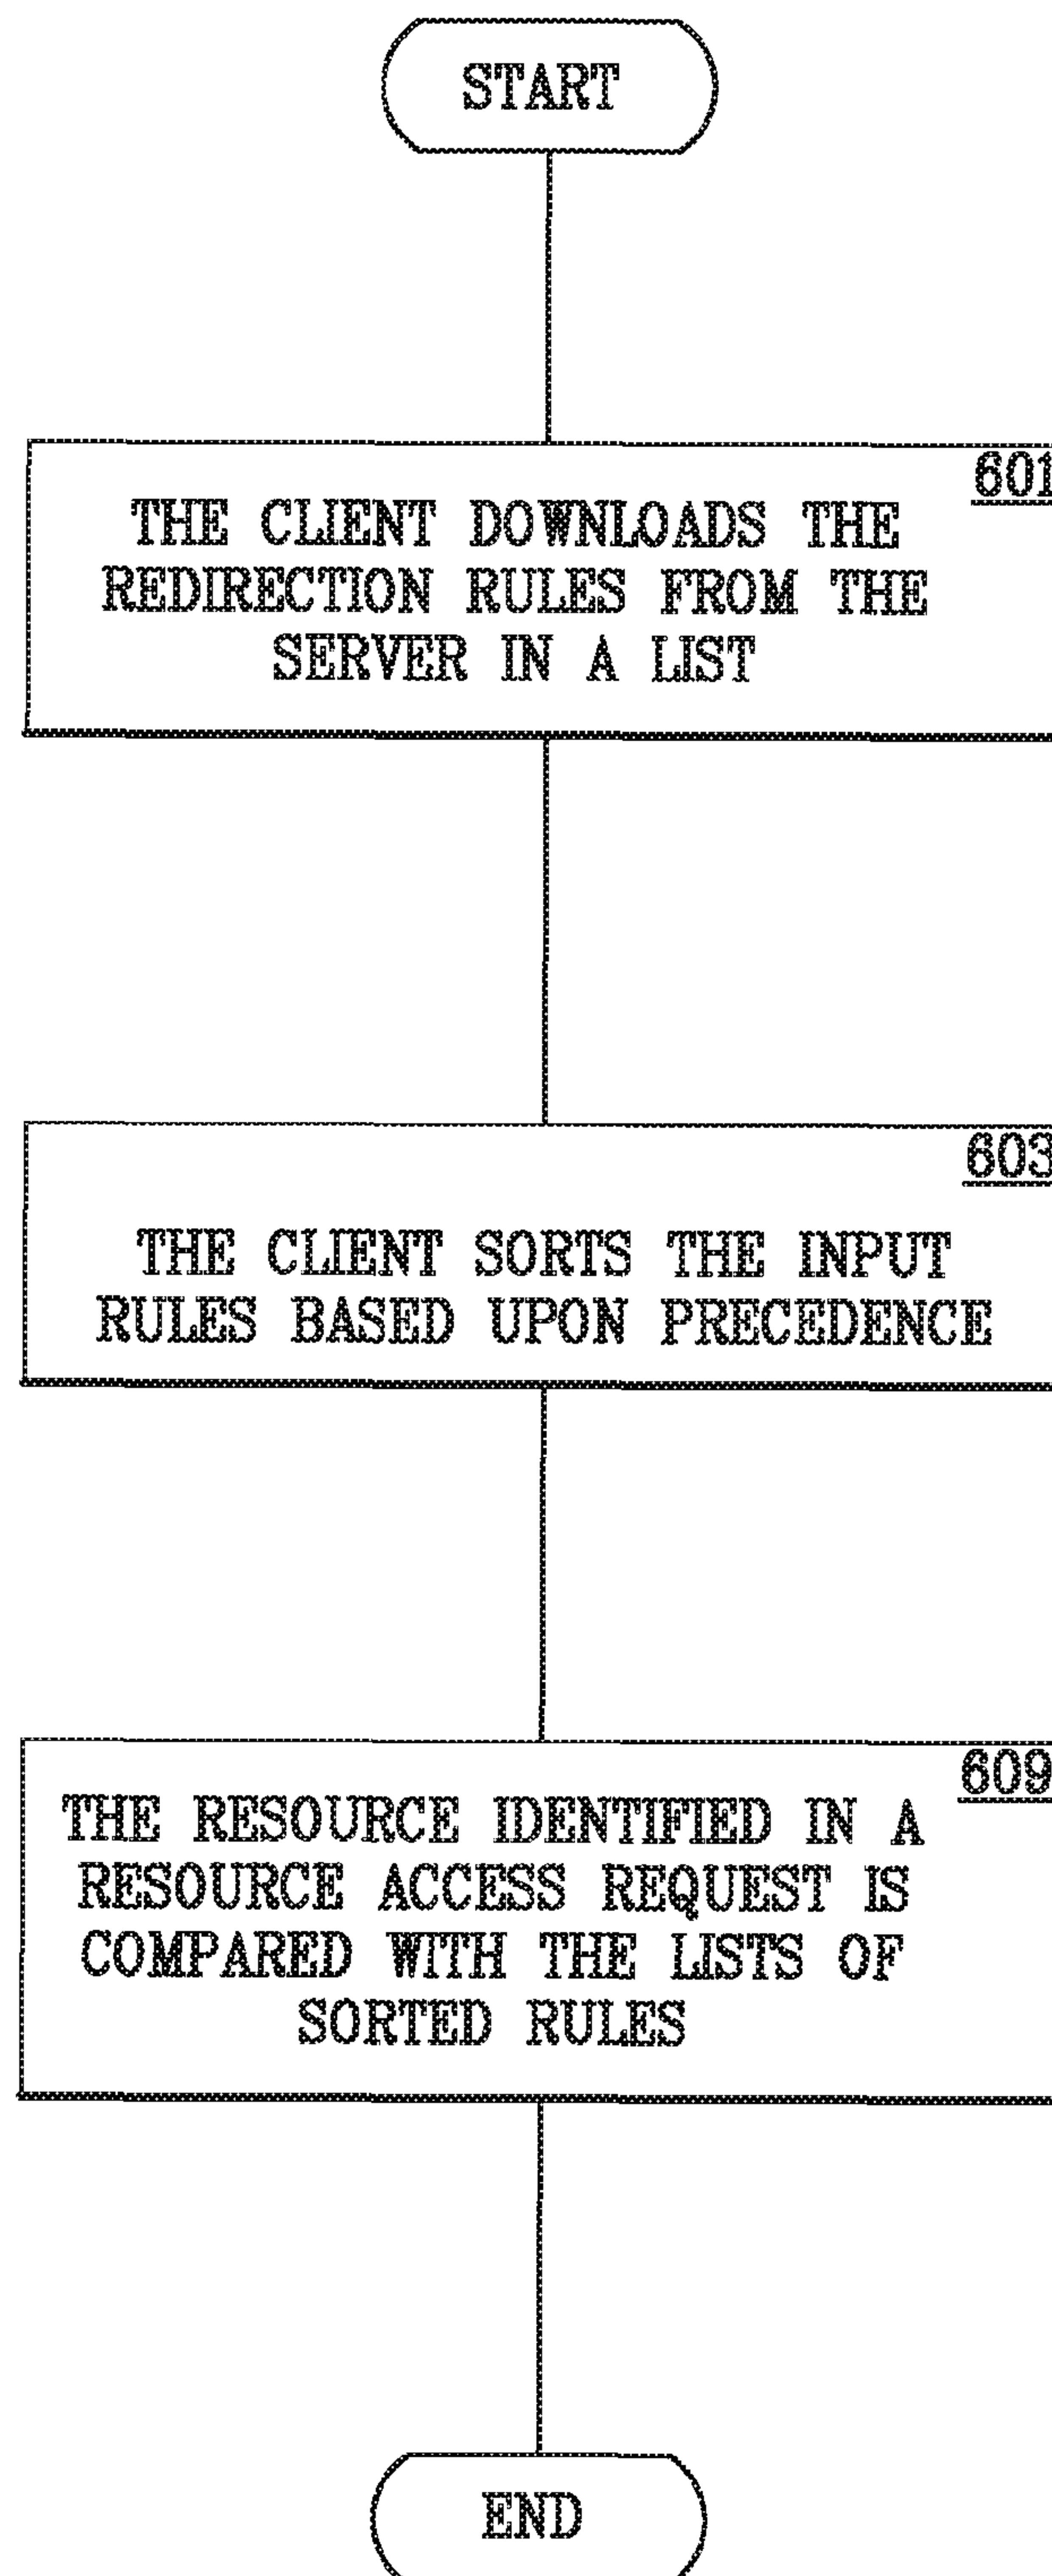 START
601
THE CLIENT DOWNLOADS THE
REDIRECTION RULES FROM THE
SERVER IN A LIST
603
THE CLIENT SORTS THE INPUT
RULES BASED UPON PRECEDENCE
609
THE RESOURCE IDENTIFIED IN A
RESOURCE ACCESS REQUEST IS
COMPARED WITH THE LISTS OF
SORTED RULES
END